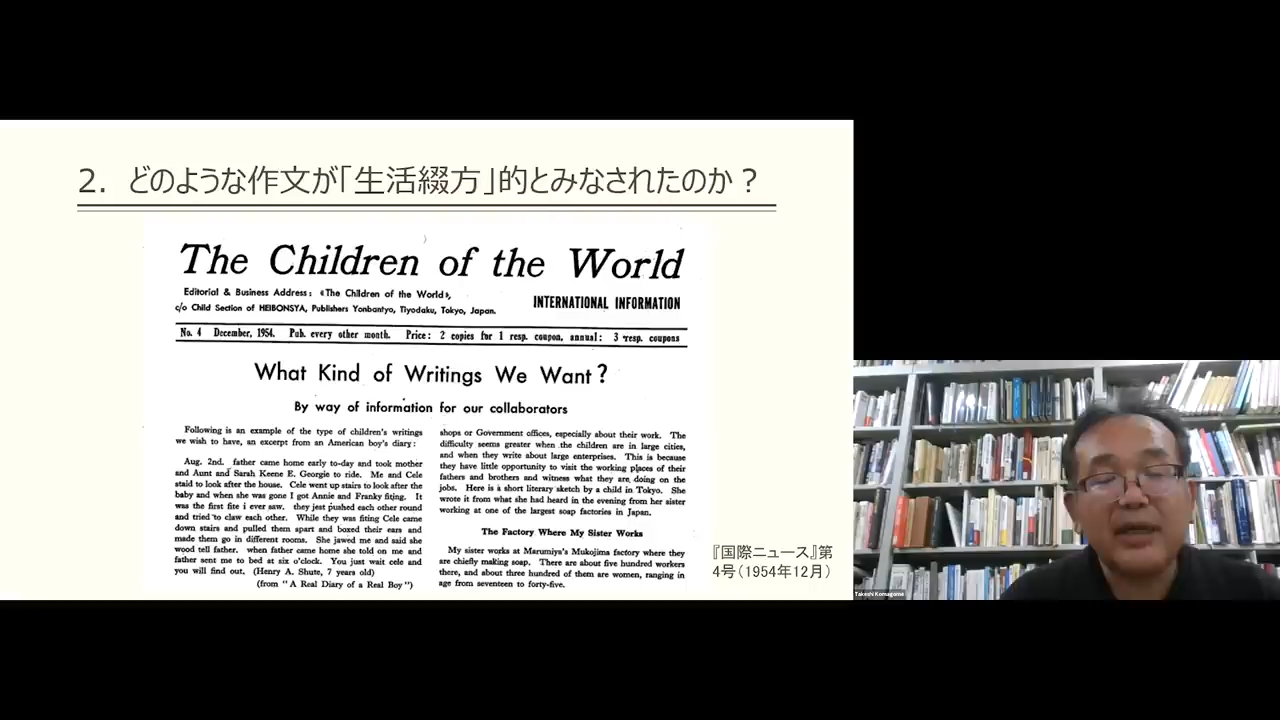 2. どのような作文が「生活綴方」的とみなされたのか？
The Children of the World
Editorial & Business Address: «The Children of the World»,
c/o Child Section of HEIBONSYA, Publishers Yonbantyo, Tiyodaku, Tokyo, Japan.
INTERNATIONAL INFORMATION
No. 4 December, 1954. Pub. every other month. Price: 2 copies for 1 resp. coupon, annual: 3 resp. coupons
What Kind of Writings We Want?
By way of information for our collaborators
Following is an example of the type of children's writings
we wish to have, an excerpt from an American boy's diary:
Aug. 2nd. father came home early to-day and took mother
and Aunt and Sarah Keene E. Georgie to ride. Me and Cele
staid to look after the house. Cele went up stairs to look after the
baby and when she was gone I got Annie and Franky fiting. It
was the first fite i ever saw. they jest pushed each other round
and tried to claw each other. While they was fiting Cele came
down stairs and pulled them apart and boxed their ears and
made them go in different rooms. She jawed me and said she
wood tell father. when father came home she told on me and
father sent me to bed at six o'clock. You just wait cele and
you will find out. (Henry A. Shute, 7 years old)
(from "A Real Diary of a Real Boy")
shops or Government offices, especially about their work. The
difficulty seems greater when the children are in large cities,
and when they write about large enterprises. This is because
they have little opportunity to visit the working places of their
fathers and brothers and witness what they are doing on the
jobs. Here is a short literary sketch by a child in Tokyo. She
wrote it from what she had heard in the evening from her sister
working at one of the largest soap factories in Japan.
The Factory Where My Sister Works
My sister works at Marumiya's Mukojima factory where they
are chiefly making soap. There are about five hundred workers
there, and about three hundred of them are women, ranging in
age from seventeen to forty-five.
『国際ニュース』第
4号（1954年12月）
Takeshi Komagome